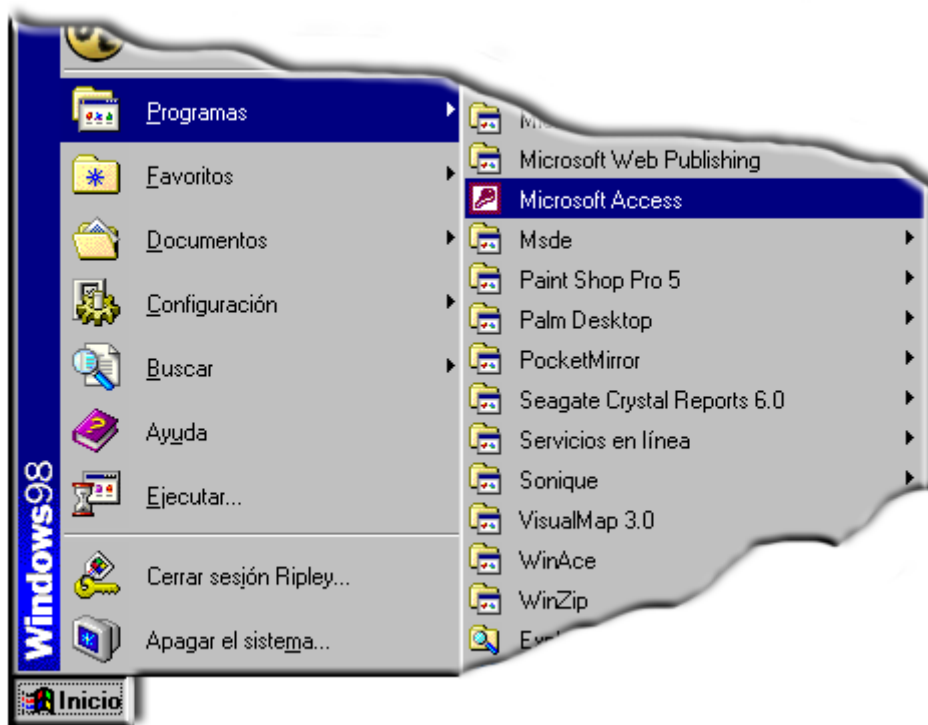 Programas
Favoritos
Documentos
Configuración
Buscar
Ayuda
Ejecutar...
Cerrar sesión Ripley...
Apagar el sistema...
Windows98
Inicio
Microsoft Web Publishing
Microsoft Access
Msde
Paint Shop Pro 5
Palm Desktop
PocketMirror
Seagate Crystal Reports 6.0
Servicios en línea
Sonique
VisualMap 3.0
WinAce
WinZip